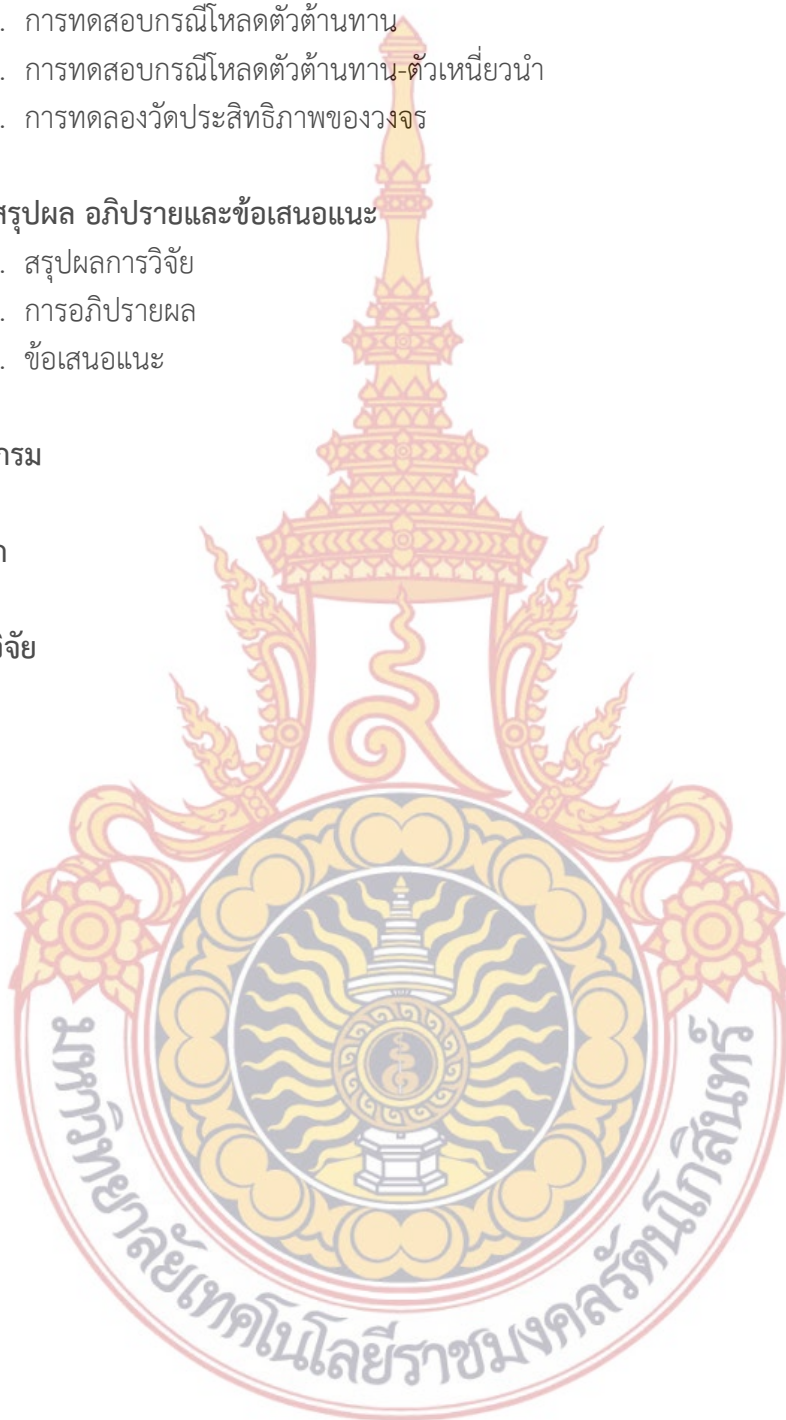 . การทดสอบกรณีโหลดตัวต้านทาน
. การทดสอบกรณีโหลดตัวต้านทาน-ตัวเหนี่ยวนำ
. การทดลองวัดประสิทธิภาพของวงจร
สรุปผล อภิปรายและข้อเสนอแนะ
. สรุปผลการวิจัย
. การอภิปรายผล
. ข้อเสนอแนะ
กรม
วิจัย
มหาวิทยาลัยเทคโนโลยีราชมงคลรัตนโกสินทร์